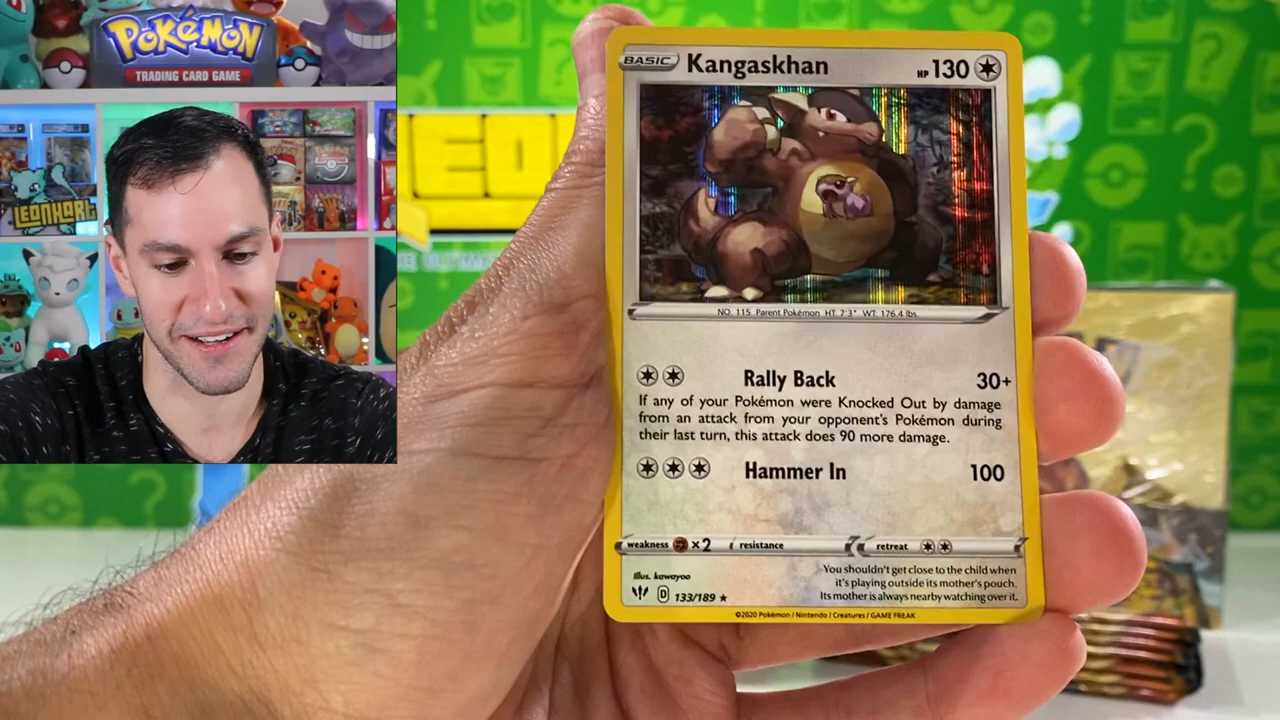 POKéMON
TRADING CARD GAME
LEONHART
LEO
THE ULTIM
BASIC
Kangaskhan
HP 130
NO. 115 Parent Pokémon HT: 7'3" WT: 176.4 lbs.
Rally Back 30+
If any of your Pokémon were Knocked Out by damage
from an attack from your opponent's Pokémon during
their last turn, this attack does 90 more damage.
Hammer In 100
weakness ×2 resistance retreat
Illus. kawayoo
You shouldn't get close to the child when
it's playing outside its mother's pouch.
Its mother is always nearby watching over it.
D 133/189 ★
©2020 Pokémon / Nintendo / Creatures / GAME FREAK